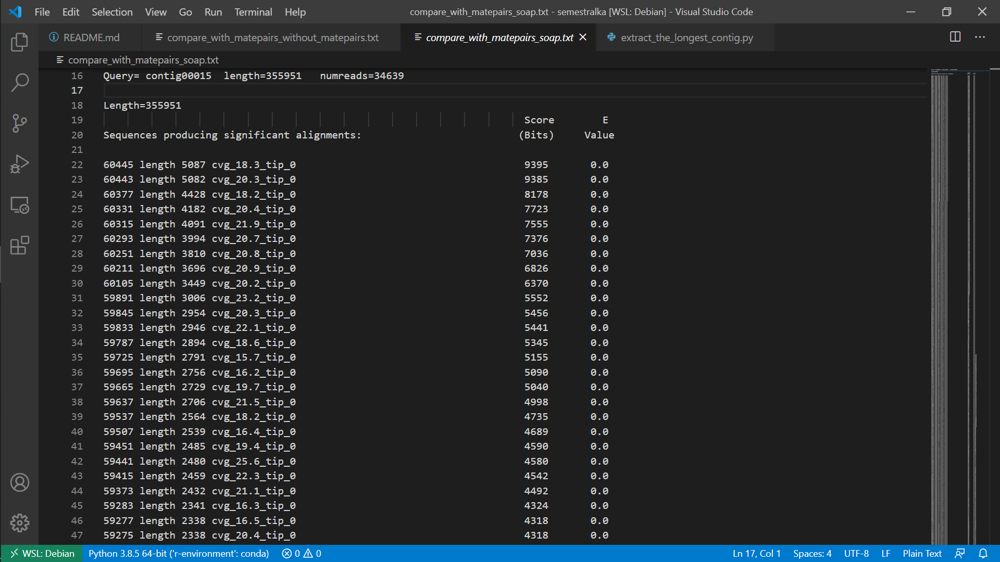 File Edit Selection View Go Run Terminal Help compare_with_matepairs_soap.txt - semestralka [WSL: Debian] - Visual Studio Code
README.md compare_with_matepairs_without_matepairs.txt compare_with_matepairs_soap.txt extract_the_longest_contig.py
compare_with_matepairs_soap.txt
16 Query= contig00015 length=355951 numreads=34639
17
18 Length=355951
19 Score E
20 Sequences producing significant alignments: (Bits) Value
21
22 60445 length 5087 cvg_18.3_tip_0 9395 0.0
23 60443 length 5082 cvg_20.3_tip_0 9385 0.0
24 60377 length 4428 cvg_18.2_tip_0 8178 0.0
25 60331 length 4182 cvg_20.4_tip_0 7723 0.0
26 60315 length 4091 cvg_21.9_tip_0 7555 0.0
27 60293 length 3994 cvg_20.7_tip_0 7376 0.0
28 60251 length 3810 cvg_20.8_tip_0 7036 0.0
29 60211 length 3696 cvg_20.9_tip_0 6826 0.0
30 60105 length 3449 cvg_20.2_tip_0 6370 0.0
31 59891 length 3006 cvg_23.2_tip_0 5552 0.0
32 59845 length 2954 cvg_20.3_tip_0 5456 0.0
33 59833 length 2946 cvg_22.1_tip_0 5441 0.0
34 59787 length 2894 cvg_18.6_tip_0 5345 0.0
35 59725 length 2791 cvg_15.7_tip_0 5155 0.0
36 59695 length 2756 cvg_16.2_tip_0 5090 0.0
37 59665 length 2729 cvg_19.7_tip_0 5040 0.0
38 59637 length 2706 cvg_21.5_tip_0 4998 0.0
39 59537 length 2564 cvg_18.2_tip_0 4735 0.0
40 59507 length 2539 cvg_16.4_tip_0 4689 0.0
41 59451 length 2485 cvg_19.4_tip_0 4590 0.0
42 59441 length 2480 cvg_25.6_tip_0 4580 0.0
43 59415 length 2459 cvg_22.3_tip_0 4542 0.0
44 59373 length 2432 cvg_21.1_tip_0 4492 0.0
45 59283 length 2341 cvg_16.3_tip_0 4324 0.0
46 59277 length 2338 cvg_16.5_tip_0 4318 0.0
47 59275 length 2338 cvg_20.4_tip_0 4318 0.0
WSL: Debian Python 3.8.5 64-bit ('r-environment': conda) 0 0 Ln 17, Col 1 Spaces: 4 UTF-8 LF Plain Text